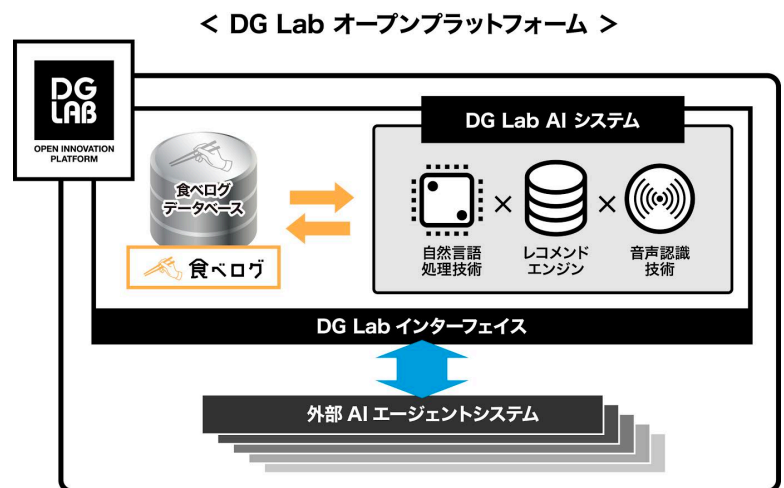 < DG Lab オープンプラットフォーム >
DG
LAB
OPEN INNOVATION
PLATFORM
DG Lab AI システム
食べログ
データベース
食べログ
×
×
自然言語
処理技術
レコメンド
エンジン
音声認識
技術
DG Lab インターフェイス
外部 AI エージェントシステム